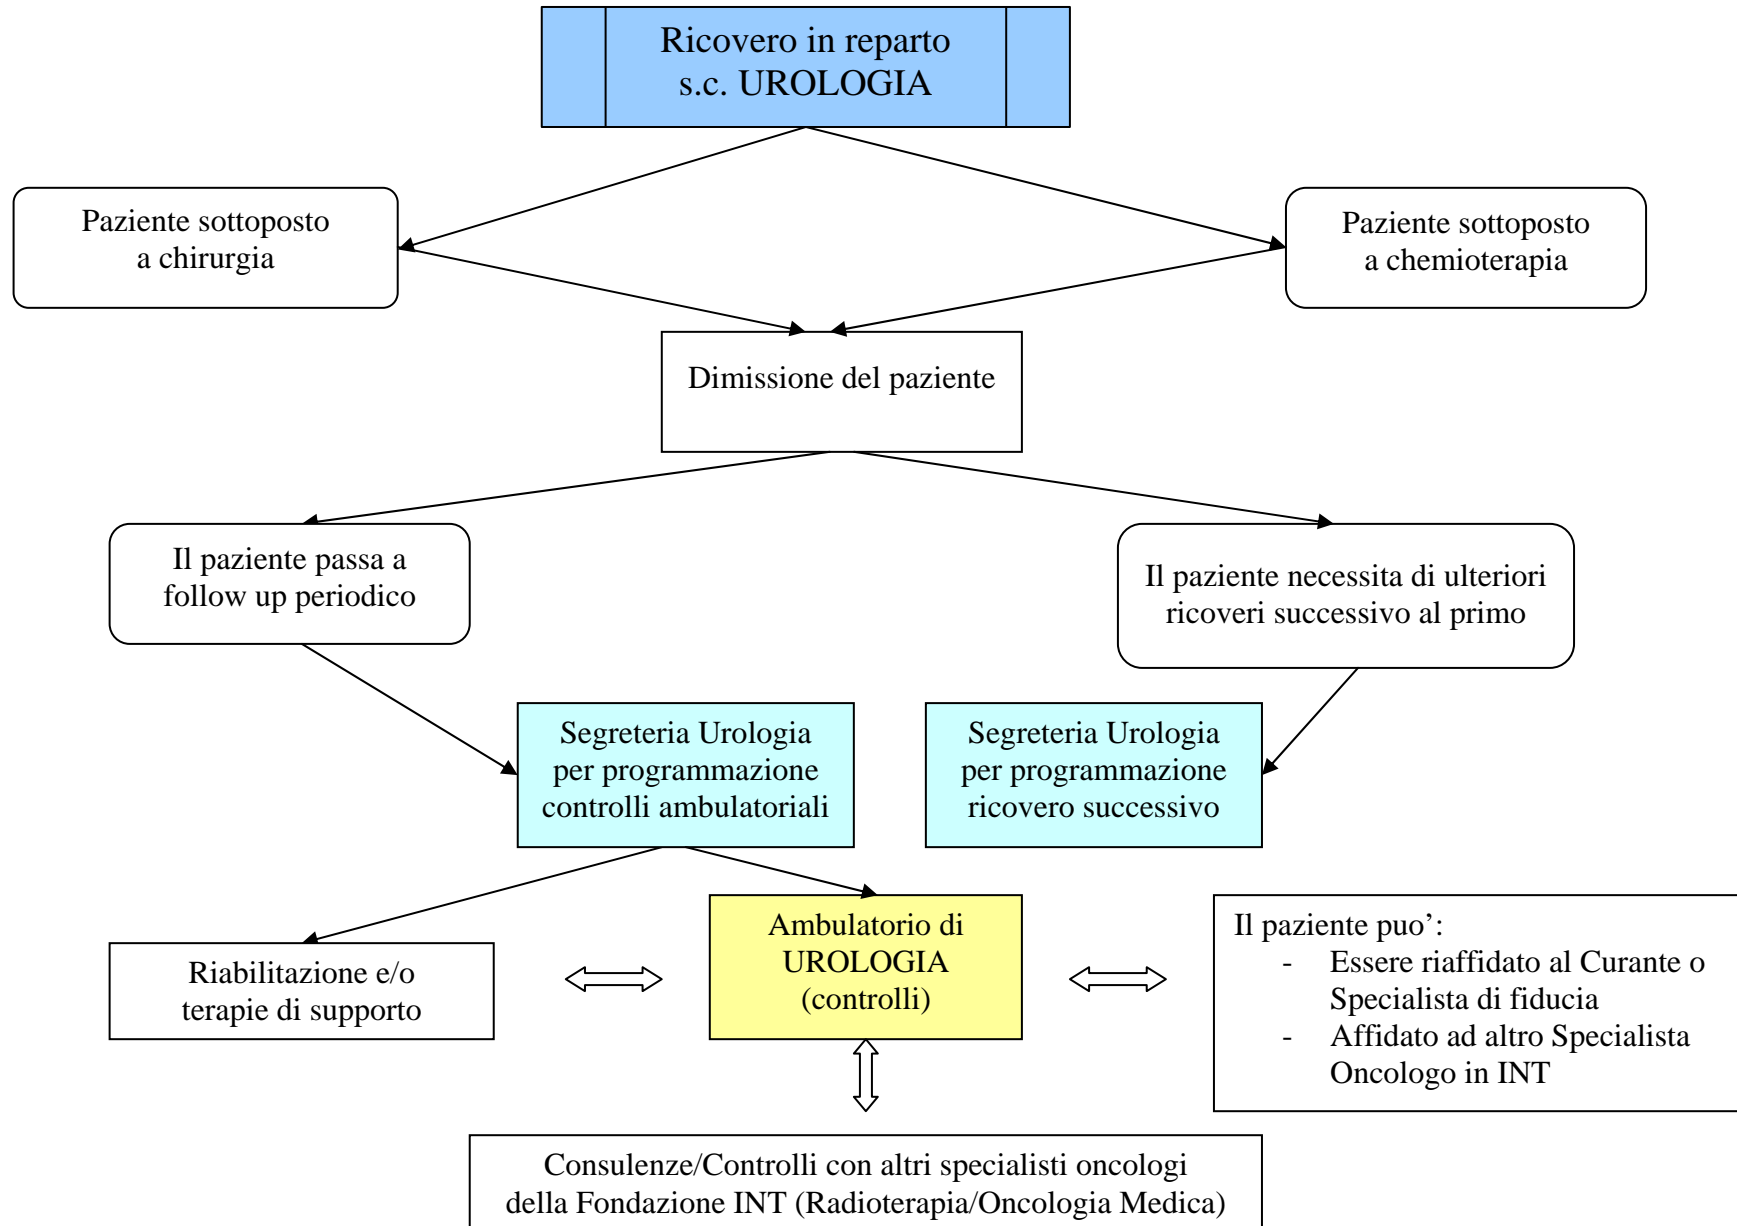 Ricovero in reparto
s.c. UROLOGIA
Paziente sottoposto
a chirurgia
Paziente sottoposto
a chemioterapia
Dimissione del paziente
Il paziente passa a
follow up periodico
Il paziente necessita di ulteriori
ricoveri successivo al primo
Segreteria Urologia
per programmazione
controlli ambulatoriali
Segreteria Urologia
per programmazione
ricovero successivo
Riabilitazione e/o
terapie di supporto
Ambulatorio di
UROLOGIA
(controlli)
Il paziente puo’:
- Essere riaffidato al Curante o
Specialista di fiducia
- Affidato ad altro Specialista
Oncologo in INT
Consulenze/Controlli con altri specialisti oncologi
della Fondazione INT (Radioterapia/Oncologia Medica)